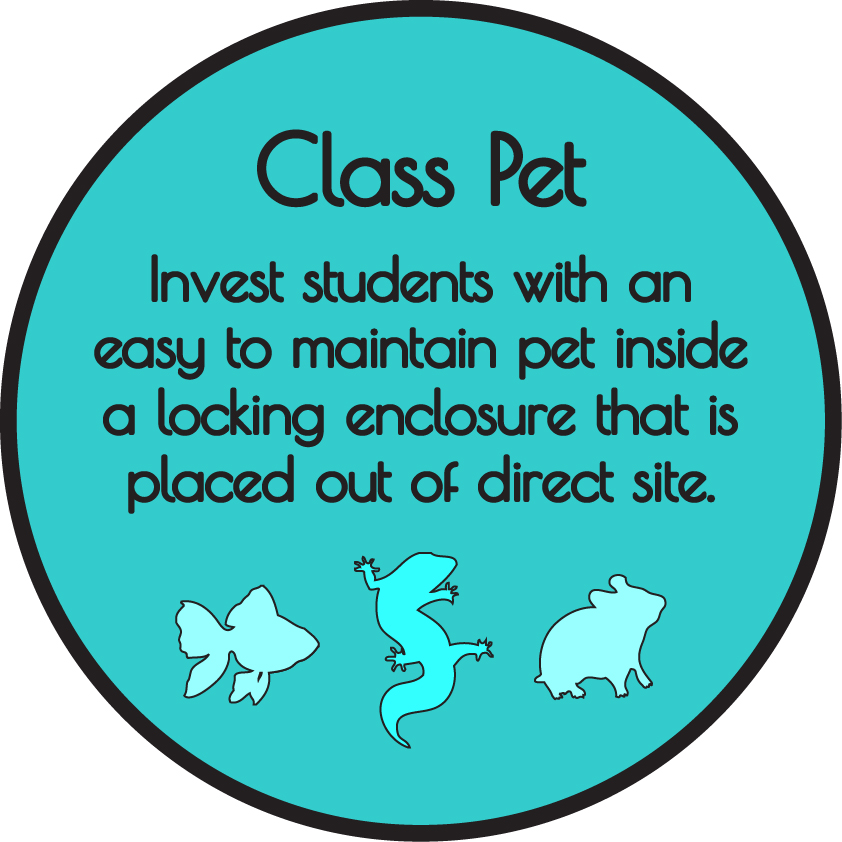 Class Pet
Invest students with an
easy to maintain pet inside
a locking enclosure that is
placed out of direct site.